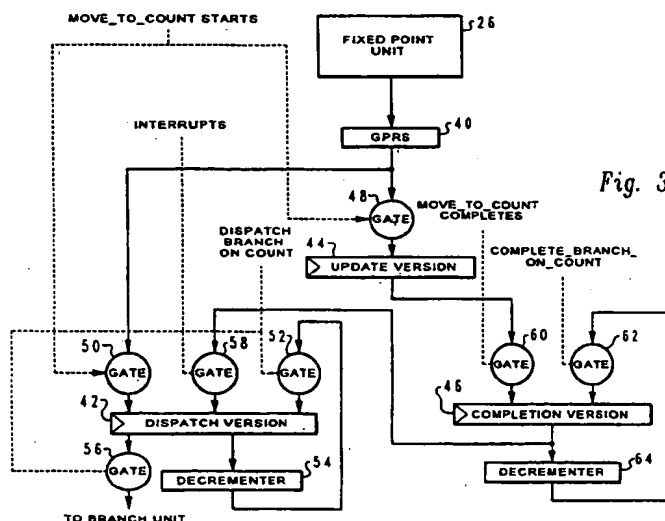 MOVE_TO_COUNT STARTS
26
FIXED POINT
UNIT
INTERRUPTS
40
GPRS
Fig. 3
48
GATE
MOVE_TO_COUNT
COMPLETES
DISPATCH
BRANCH
ON COUNT
44
UPDATE VERSION
COMPLETE_BRANCH_
ON_COUNT
50
GATE
58
GATE
52
GATE
60
GATE
62
GATE
42
DISPATCH VERSION
46
COMPLETION VERSION
56
GATE
54
DECREMENTER
64
DECREMENTER
TO BRANCH UNIT